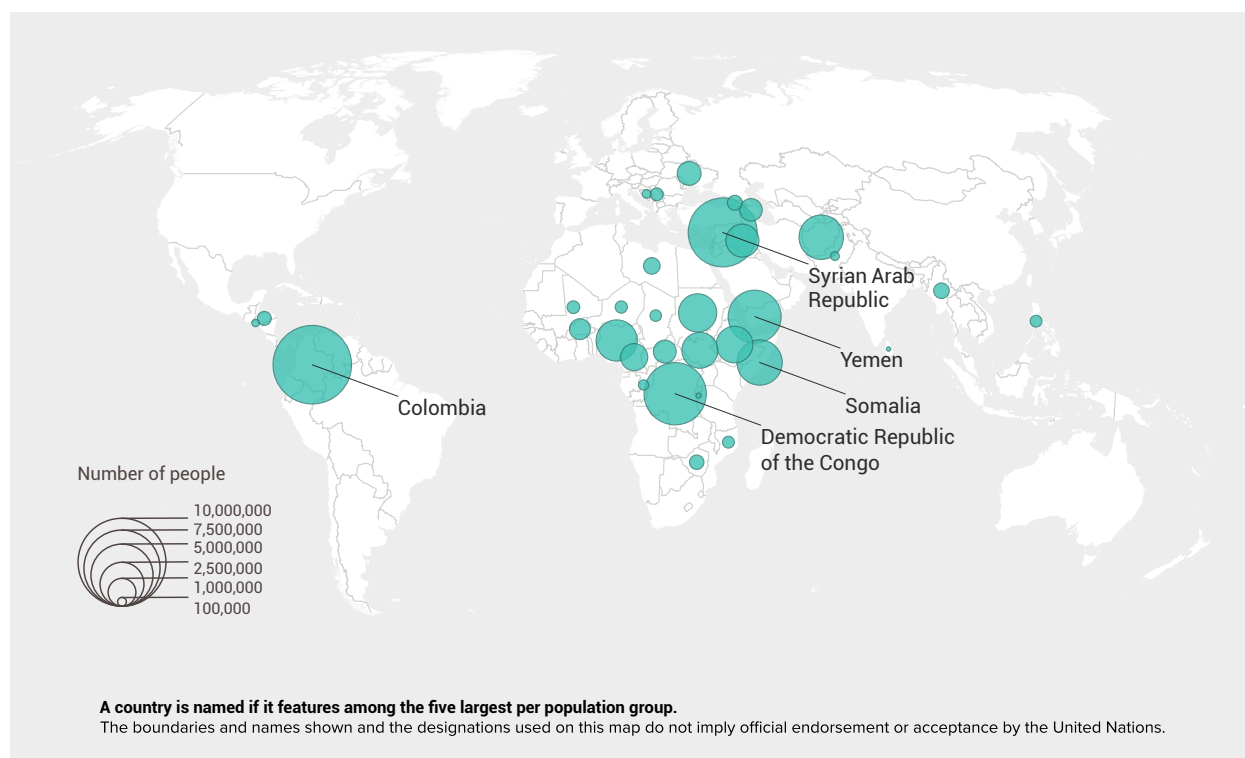 Syrian Arab
Republic
Yemen
Colombia
Somalia
Democratic Republic
of the Congo
Number of people
10,000,000
7,500,000
5,000,000
2,500,000
1,000,000
100,000
A country is named if it features among the five largest per population group.
The boundaries and names shown and the designations used on this map do not imply official endorsement or acceptance by the United Nations.